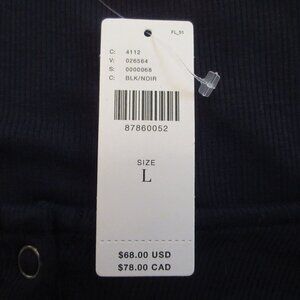 FL_51
C: 4112
V: 026564
S: 0000068
C: BLK/NOIR
87860052
SIZE
L
$68.00 USD
$78.00 CAD